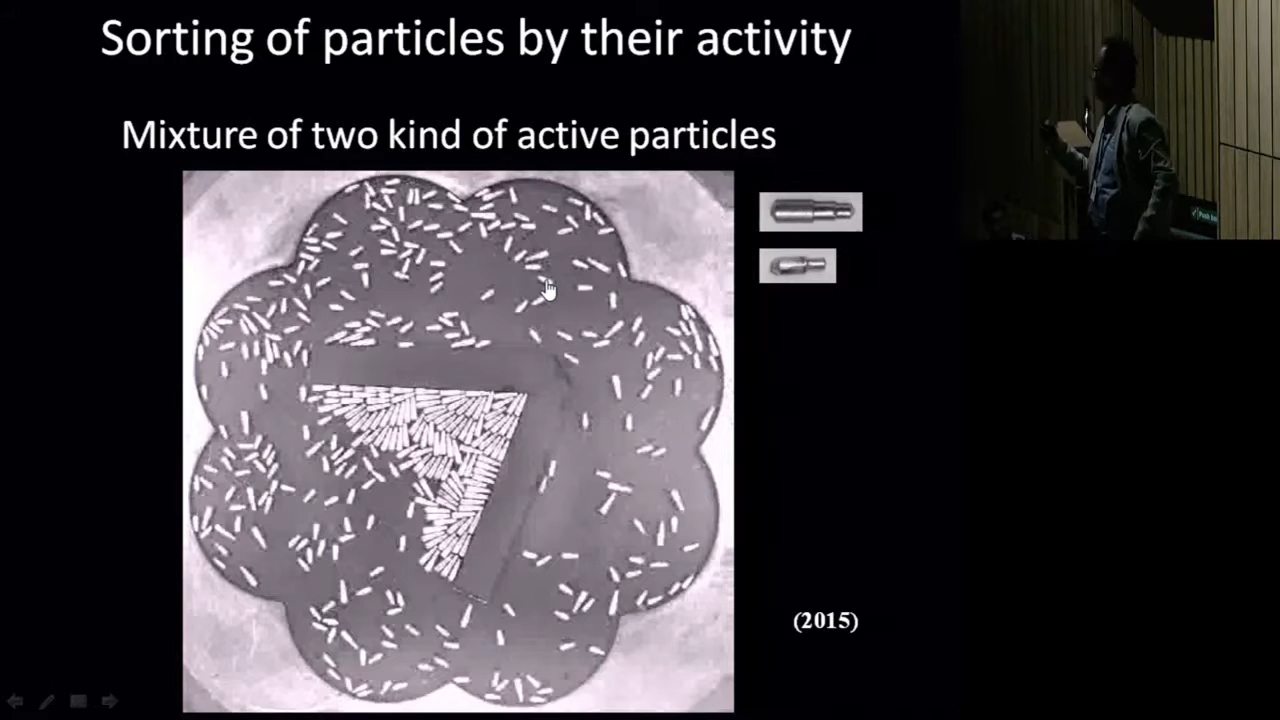 Sorting of particles by their activity
Mixture of two kind of active particles
(2015)